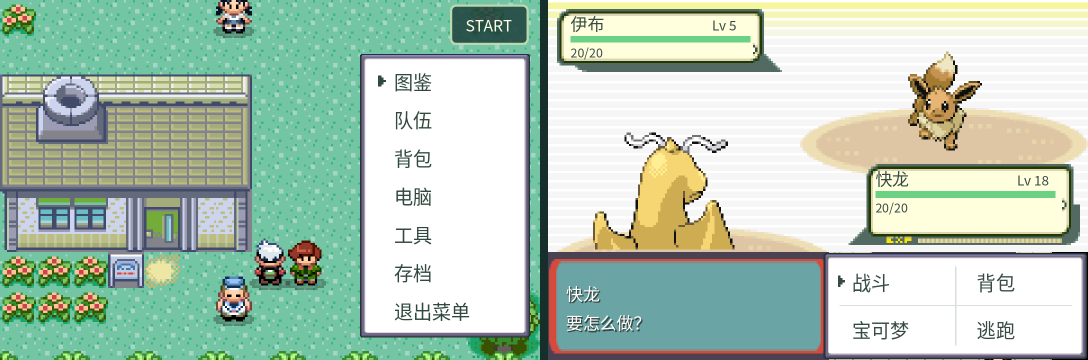 START
图鉴
队伍
背包
电脑
工具
存档
退出菜单
伊布 Lv 5
20/20
快龙 Lv 18
20/20
快龙
要怎么做?
战斗 背包
宝可梦 逃跑